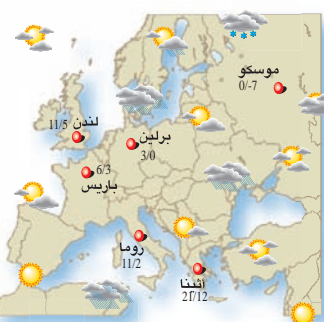 موسكو
0/-7
لندن
11/5
برلين
3/0
6/3
باريس
روما
11/2
أثينا
21/12